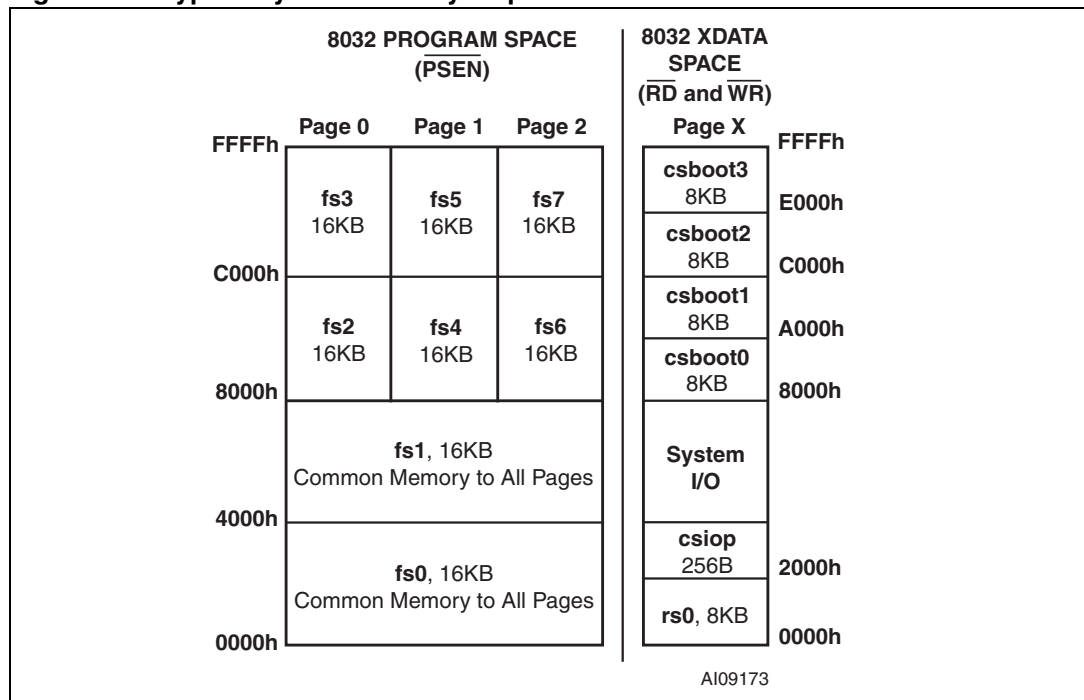 8032 PROGRAM SPACE
(PSEN)
Page 0 Page 1 Page 2
FFFFh
fs3
16KB
fs5
16KB
fs7
16KB
C000h
fs2
16KB
fs4
16KB
fs6
16KB
8000h
fs1, 16KB
Common Memory to All Pages
4000h
fs0, 16KB
Common Memory to All Pages
0000h
8032 XDATA
SPACE
(RD and WR)
Page X
FFFFh
csboot3
8KB
E000h
csboot2
8KB
C000h
csboot1
8KB
A000h
csboot0
8KB
8000h
System
I/O
csiop
256B
2000h
rs0, 8KB
0000h
AI09173